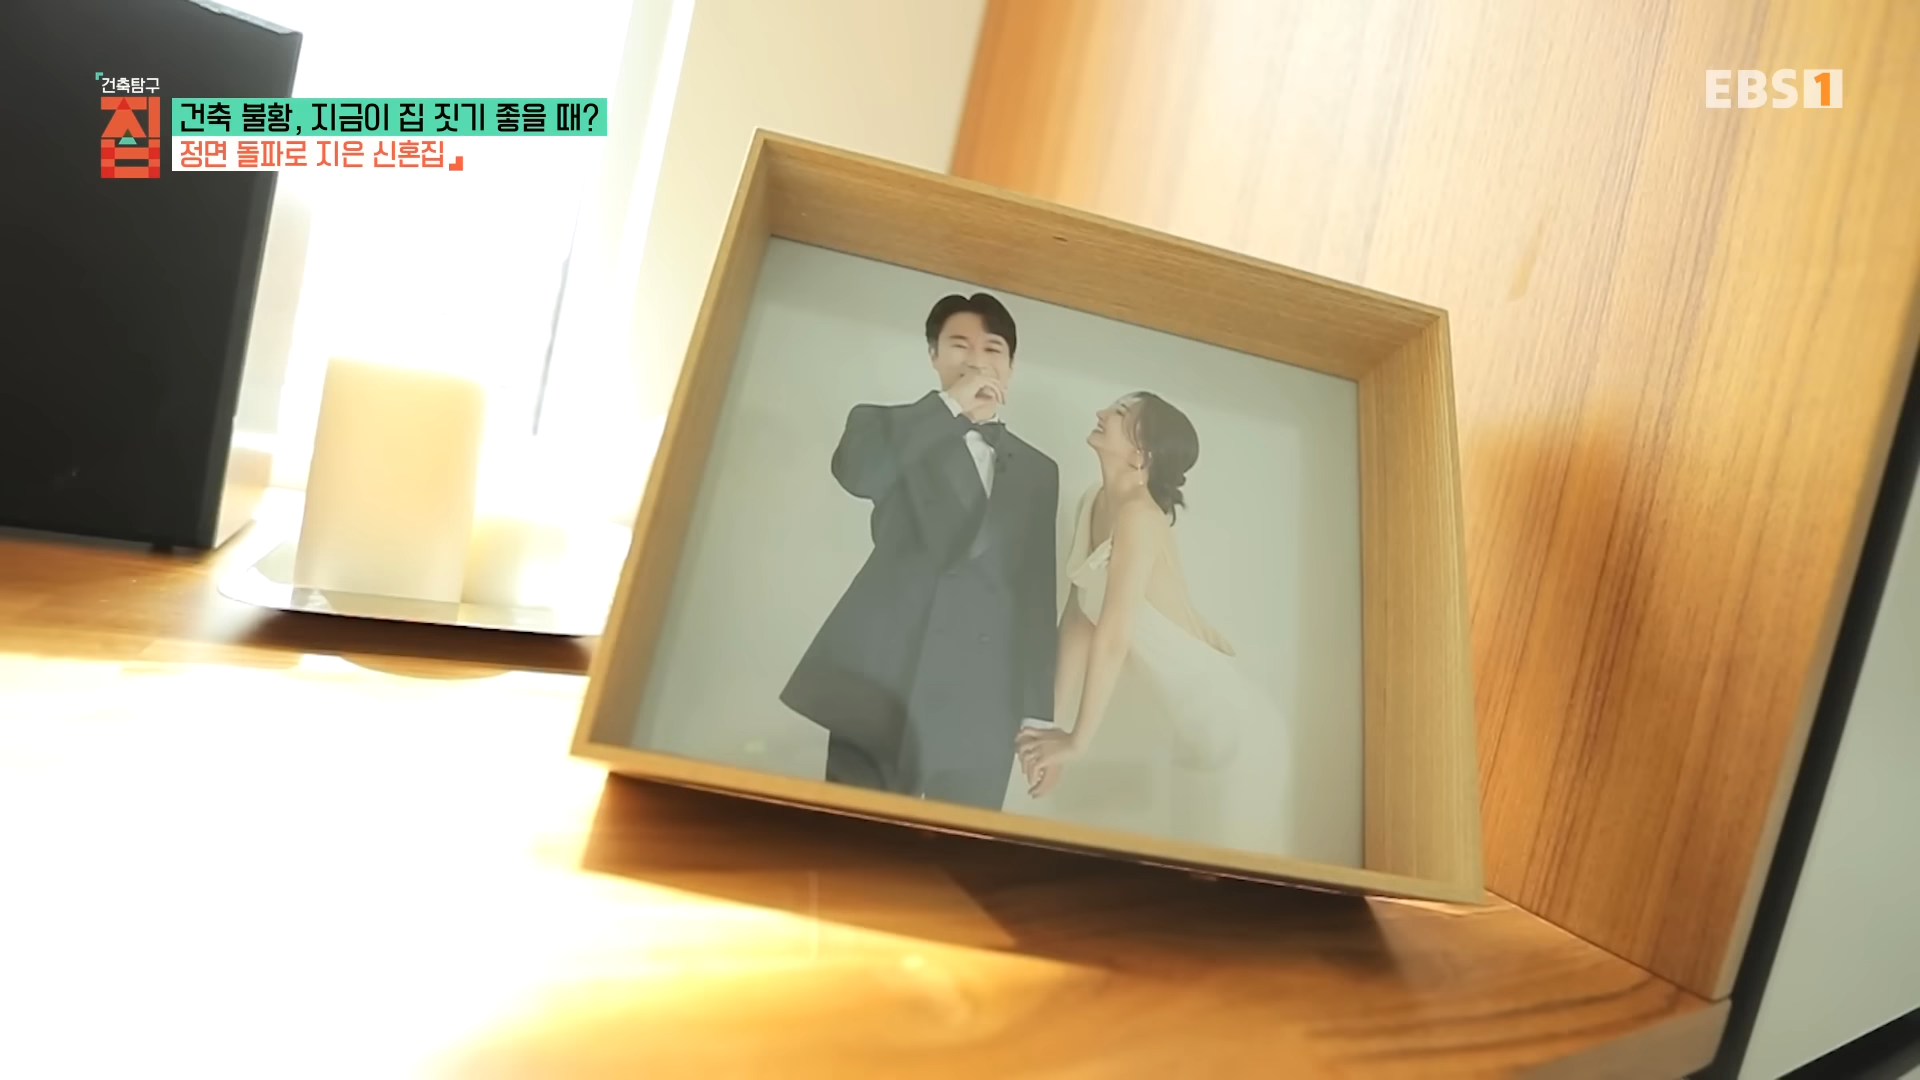 건축탐구
집
건축 불황, 지금이 집 짓기 좋을 때?
정면 돌파로 지은 신혼집
EBS1